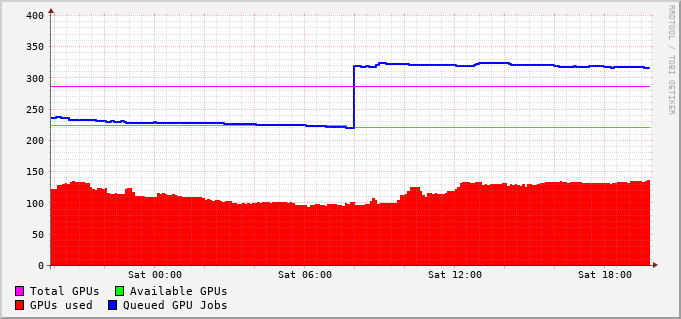 400
350
300
250
200
150
100
50
0
Sat 00:00 Sat 06:00 Sat 12:00 Sat 18:00
Total GPUs Available GPUs
GPUs used Queued GPU Jobs
RRDTOOL / TOBI OETIKER